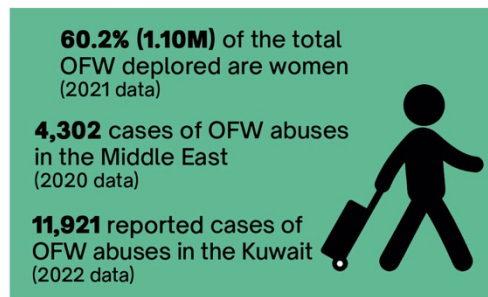 60.2% (1.10M) of the total
OFW deplored are women
(2021 data)
4,302 cases of OFW abuses
in the Middle East
(2020 data)
11,921 reported cases of
OFW abuses in the Kuwait
(2022 data)